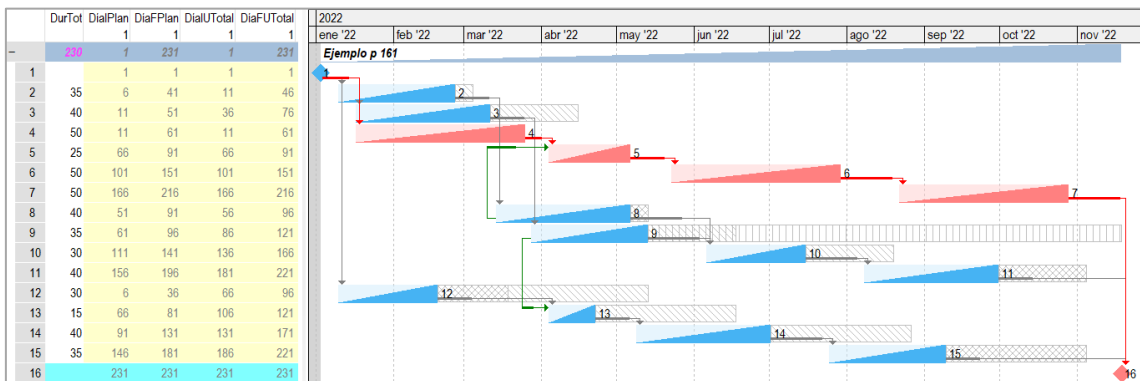 DurTot DiaIPlan DiaFPlan DiaIUTotal DiaFUTotal
1 1 1 1
2022
ene '22 feb '22 mar '22 abr '22 may '22 jun '22 jul '22 ago '22 sep '22 oct '22 nov '22
230 1 231 1 231
Ejemplo p 161
1 1 1 1 1
1
2 35 6 41 11 46
2
3 40 11 51 36 76
3
4 50 11 61 11 61
4
5 25 66 91 66 91
5
6 50 101 151 101 151
6
7 50 166 216 166 216
7
8 40 51 91 56 96
8
9 35 61 96 86 121
9
10 30 111 141 136 166
10
11 40 156 196 181 221
11
12 30 6 36 66 96
12
13 15 66 81 106 121
13
14 40 91 131 131 171
14
15 35 146 181 186 221
15
16 231 231 231 231
16